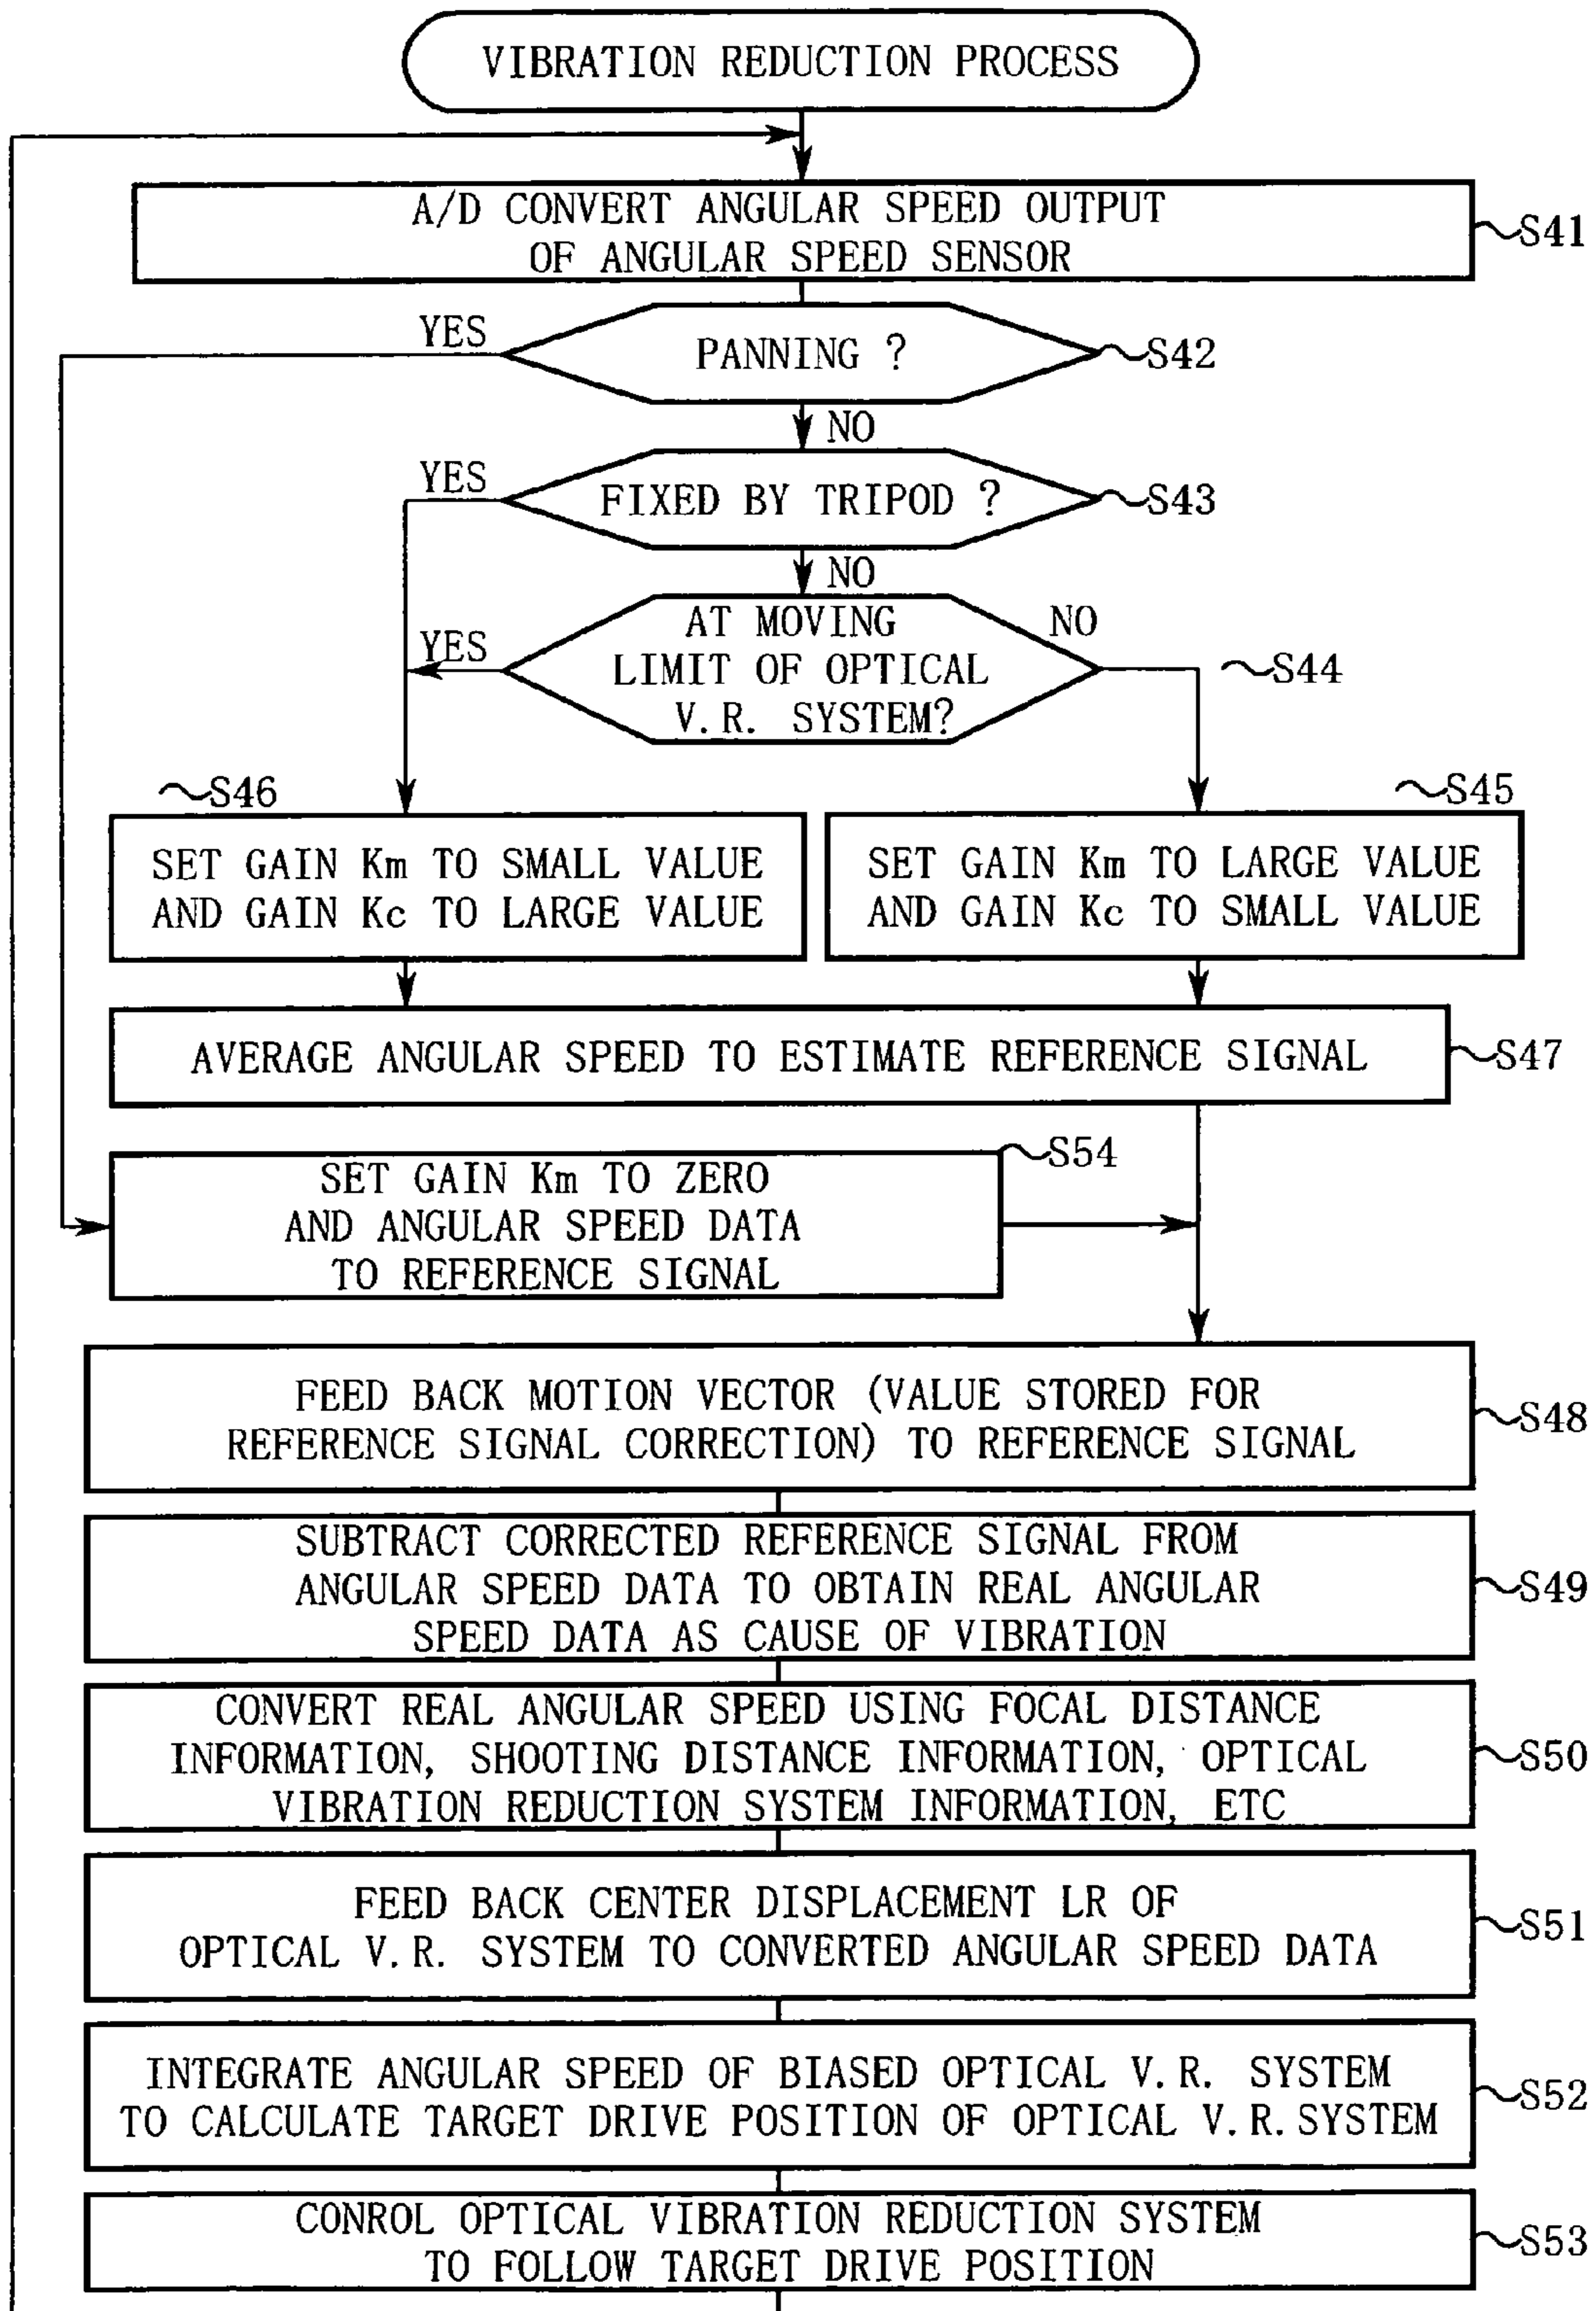 VIBRATION REDUCTION PROCESS
A/D CONVERT ANGULAR SPEED OUTPUT
OF ANGULAR SPEED SENSOR
S41
YES
PANNING ?
S42
NO
YES
FIXED BY TRIPOD ?
S43
NO
YES
AT MOVING
LIMIT OF OPTICAL
V.R. SYSTEM?
NO
S44
S46
S45
SET GAIN Km TO SMALL VALUE
AND GAIN Kc TO LARGE VALUE
SET GAIN Km TO LARGE VALUE
AND GAIN Kc TO SMALL VALUE
AVERAGE ANGULAR SPEED TO ESTIMATE REFERENCE SIGNAL
S47
S54
SET GAIN Km TO ZERO
AND ANGULAR SPEED DATA
TO REFERENCE SIGNAL
FEED BACK MOTION VECTOR (VALUE STORED FOR
REFERENCE SIGNAL CORRECTION) TO REFERENCE SIGNAL
S48
SUBTRACT CORRECTED REFERENCE SIGNAL FROM
ANGULAR SPEED DATA TO OBTAIN REAL ANGULAR
SPEED DATA AS CAUSE OF VIBRATION
S49
CONVERT REAL ANGULAR SPEED USING FOCAL DISTANCE
INFORMATION, SHOOTING DISTANCE INFORMATION, OPTICAL
VIBRATION REDUCTION SYSTEM INFORMATION, ETC
S50
FEED BACK CENTER DISPLACEMENT LR OF
OPTICAL V.R. SYSTEM TO CONVERTED ANGULAR SPEED DATA
S51
INTEGRATE ANGULAR SPEED OF BIASED OPTICAL V.R. SYSTEM
TO CALCULATE TARGET DRIVE POSITION OF OPTICAL V.R.SYSTEM
S52
CONROL OPTICAL VIBRATION REDUCTION SYSTEM
TO FOLLOW TARGET DRIVE POSITION
S53